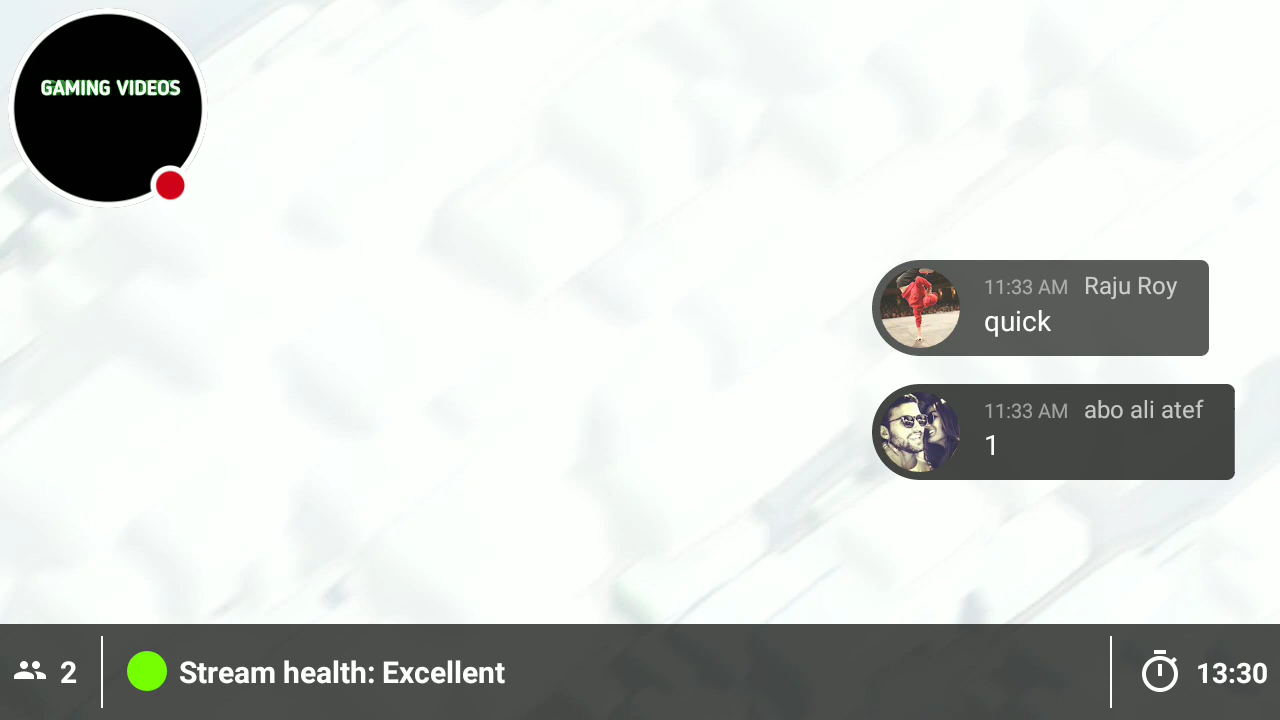 GAMING VIDEOS
11:33 AM Raju Roy
quick
11:33 AM abo ali atef
1
2 Stream health: Excellent 13:30